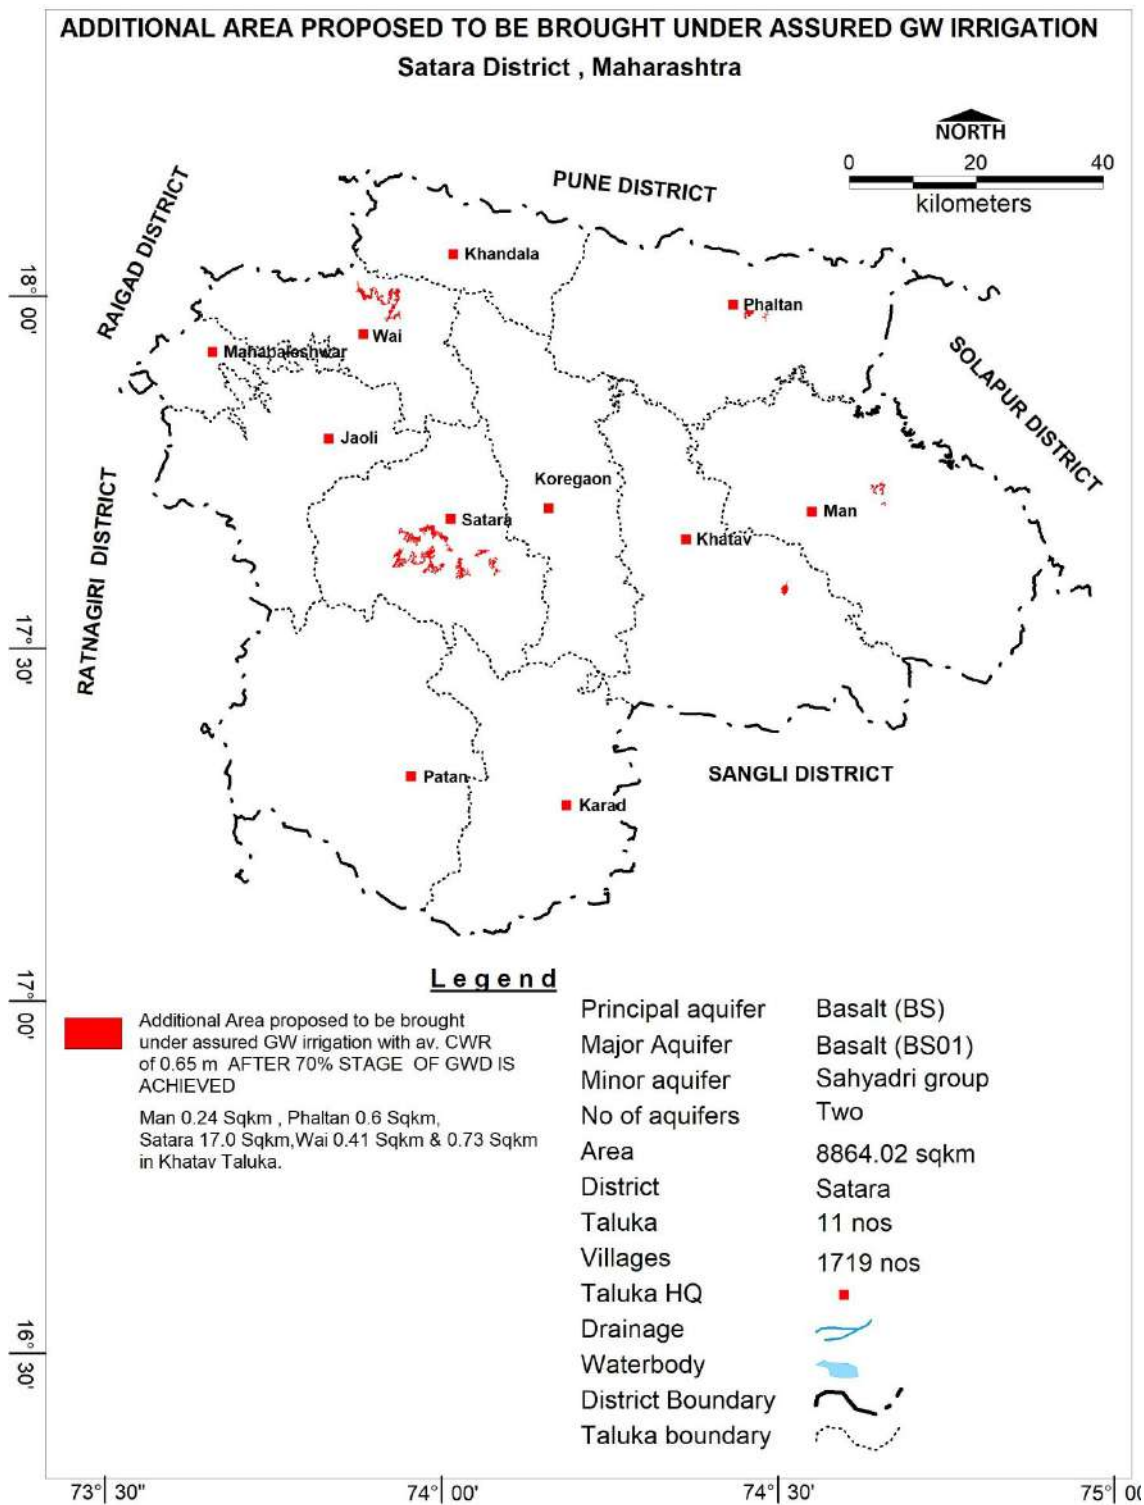 ADDITIONAL AREA PROPOSED TO BE BROUGHT UNDER ASSURED GW IRRIGATION
Satara District , Maharashtra
NORTH
0 20 40
kilometers
PUNE DISTRICT
RAIGAD DISTRICT
SOLAPUR DISTRICT
RATNAGIRI DISTRICT
SANGLI DISTRICT
Khandala
Phaltan
Wai
Mahabaleshwar
Jaoli
Koregaon
Satara
Man
Khatav
Patan
Karad
18° 00'
17° 30'
17° 00'
16° 30'
Legend
Additional Area proposed to be brought
under assured GW irrigation with av. CWR
of 0.65 m AFTER 70% STAGE OF GWD IS
ACHIEVED
Man 0.24 Sqkm , Phaltan 0.6 Sqkm,
Satara 17.0 Sqkm,Wai 0.41 Sqkm & 0.73 Sqkm
in Khatav Taluka.
Principal aquifer Basalt (BS)
Major Aquifer Basalt (BS01)
Minor aquifer Sahyadri group
No of aquifers Two
Area 8864.02 sqkm
District Satara
Taluka 11 nos
Villages 1719 nos
Taluka HQ
Drainage
Waterbody
District Boundary
Taluka boundary
73° 30" 74° 00' 74° 30' 75° 00